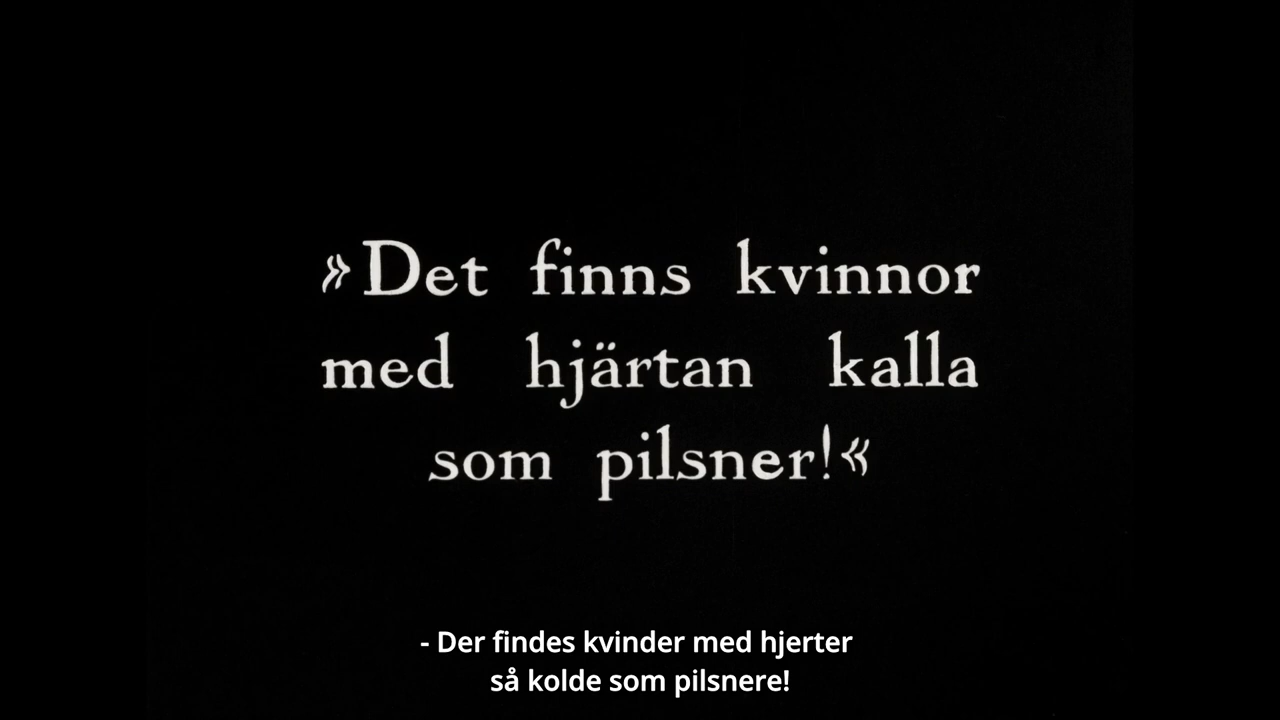 »Det finns kvinnor
med hjärtan kalla
som pilsner!«
- Der findes kvinder med hjerter
så kolde som pilsnere!